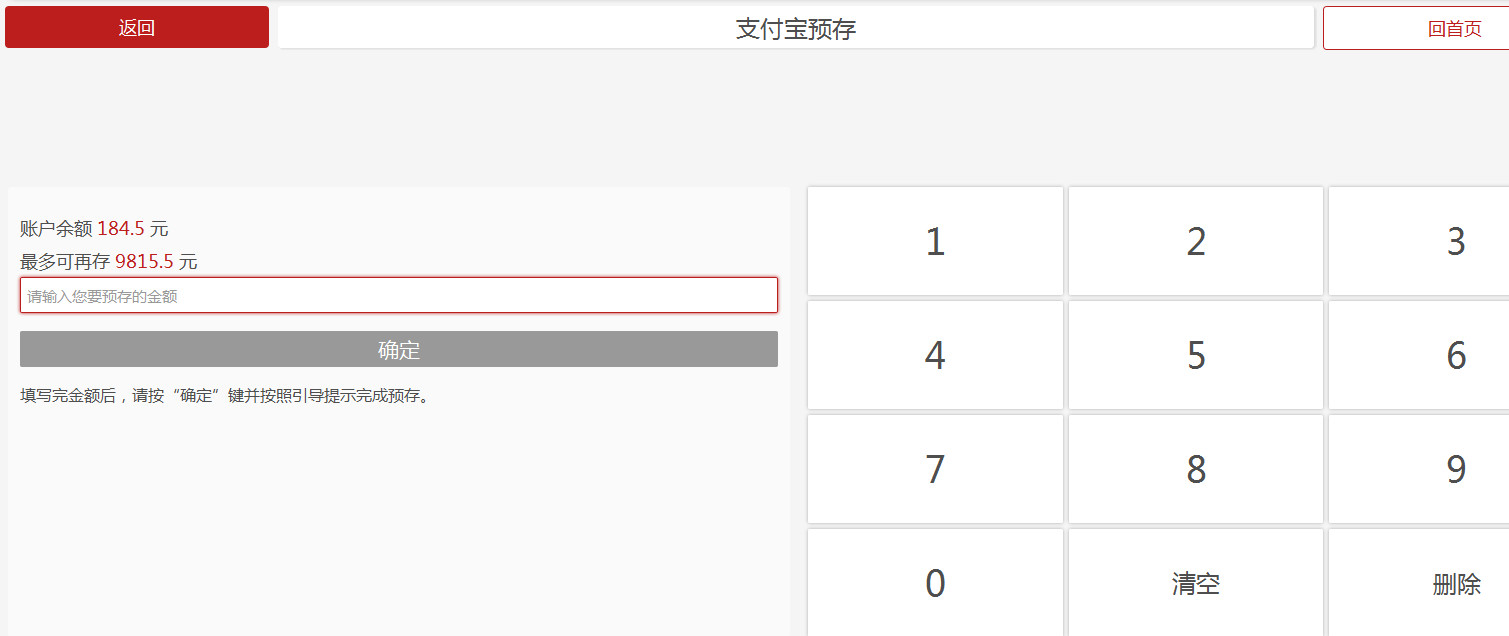 返回
支付宝预存
回首页
账户余额 184.5 元
最多可再存 9815.5 元
请输入您要预存的金额
确定
填写完金额后，请按“确定”键并按照引导提示完成预存。
1
2
3
4
5
6
7
8
9
0
清空
删除